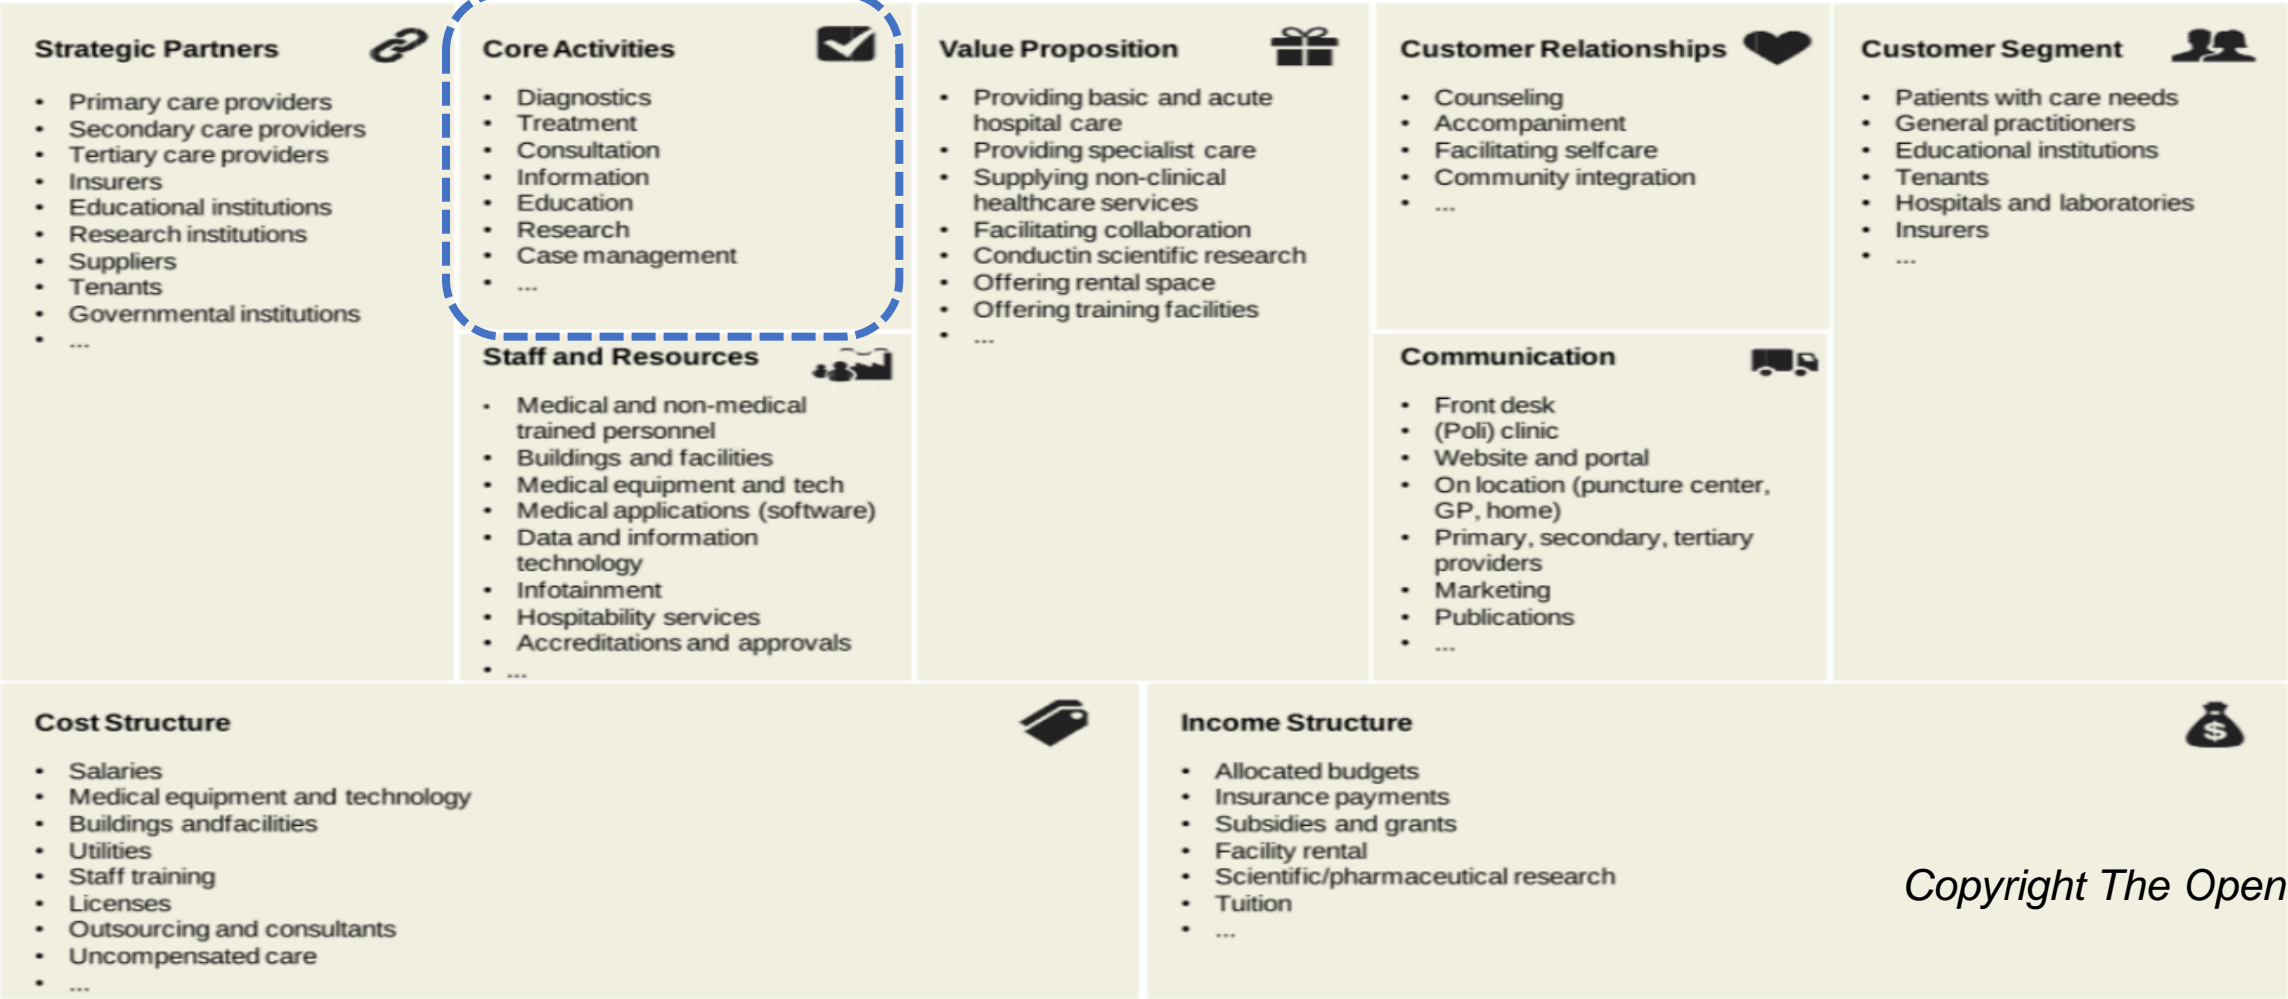 Strategic Partners
• Primary care providers
• Secondary care providers
• Tertiary care providers
• Insurers
• Educational institutions
• Research institutions
• Suppliers
• Tenants
• Governmental institutions
• ...
Core Activities
• Diagnostics
• Treatment
• Consultation
• Information
• Education
• Research
• Case management
• ...
Staff and Resources
• Medical and non-medical
trained personnel
• Buildings and facilities
• Medical equipment and tech
• Medical applications (software)
• Data and information
technology
• Infotainment
• Hospitability services
• Accreditations and approvals
• ...
Value Proposition
• Providing basic and acute
hospital care
• Providing specialist care
• Supplying non-clinical
healthcare services
• Facilitating collaboration
• Conductin scientific research
• Offering rental space
• Offering training facilities
• ...
Customer Relationships
• Counseling
• Accompaniment
• Facilitating selfcare
• Community integration
• ...
Communication
• Front desk
• (Poli) clinic
• Website and portal
• On location (puncture center,
GP, home)
• Primary, secondary, tertiary
providers
• Marketing
• Publications
• ...
Customer Segment
• Patients with care needs
• General practitioners
• Educational institutions
• Tenants
• Hospitals and laboratories
• Insurers
• ...
Cost Structure
• Salaries
• Medical equipment and technology
• Buildings andfacilities
• Utilities
• Staff training
• Licenses
• Outsourcing and consultants
• Uncompensated care
• ...
Income Structure
$
• Allocated budgets
• Insurance payments
• Subsidies and grants
• Facility rental
• Scientific/pharmaceutical research
• Tuition
• ...
Copyright The Open